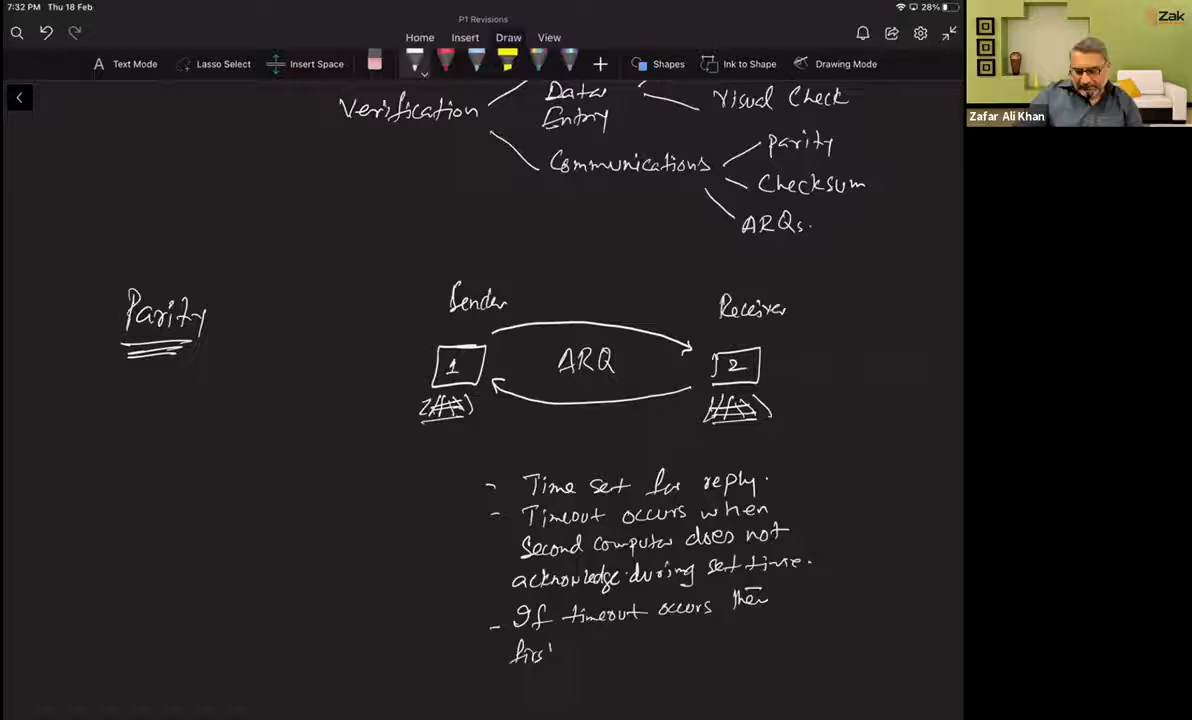 7:32 PM Thu 18 Feb
28%
P1 Revisions
Home Insert Draw View
A Text Mode Lasso Select Insert Space Shapes Ink to Shape Drawing Mode
Zak
Zafar Ali Khan
Verification
Data
Entry
Visual Check
Communications
Parity
Checksum
ARQs.
Parity
Sender
Receiver
1
ARQ
2
- Time set for reply.
- Timeout occurs when
second computer does not
acknowledge during set time.
- If timeout occurs then
firs